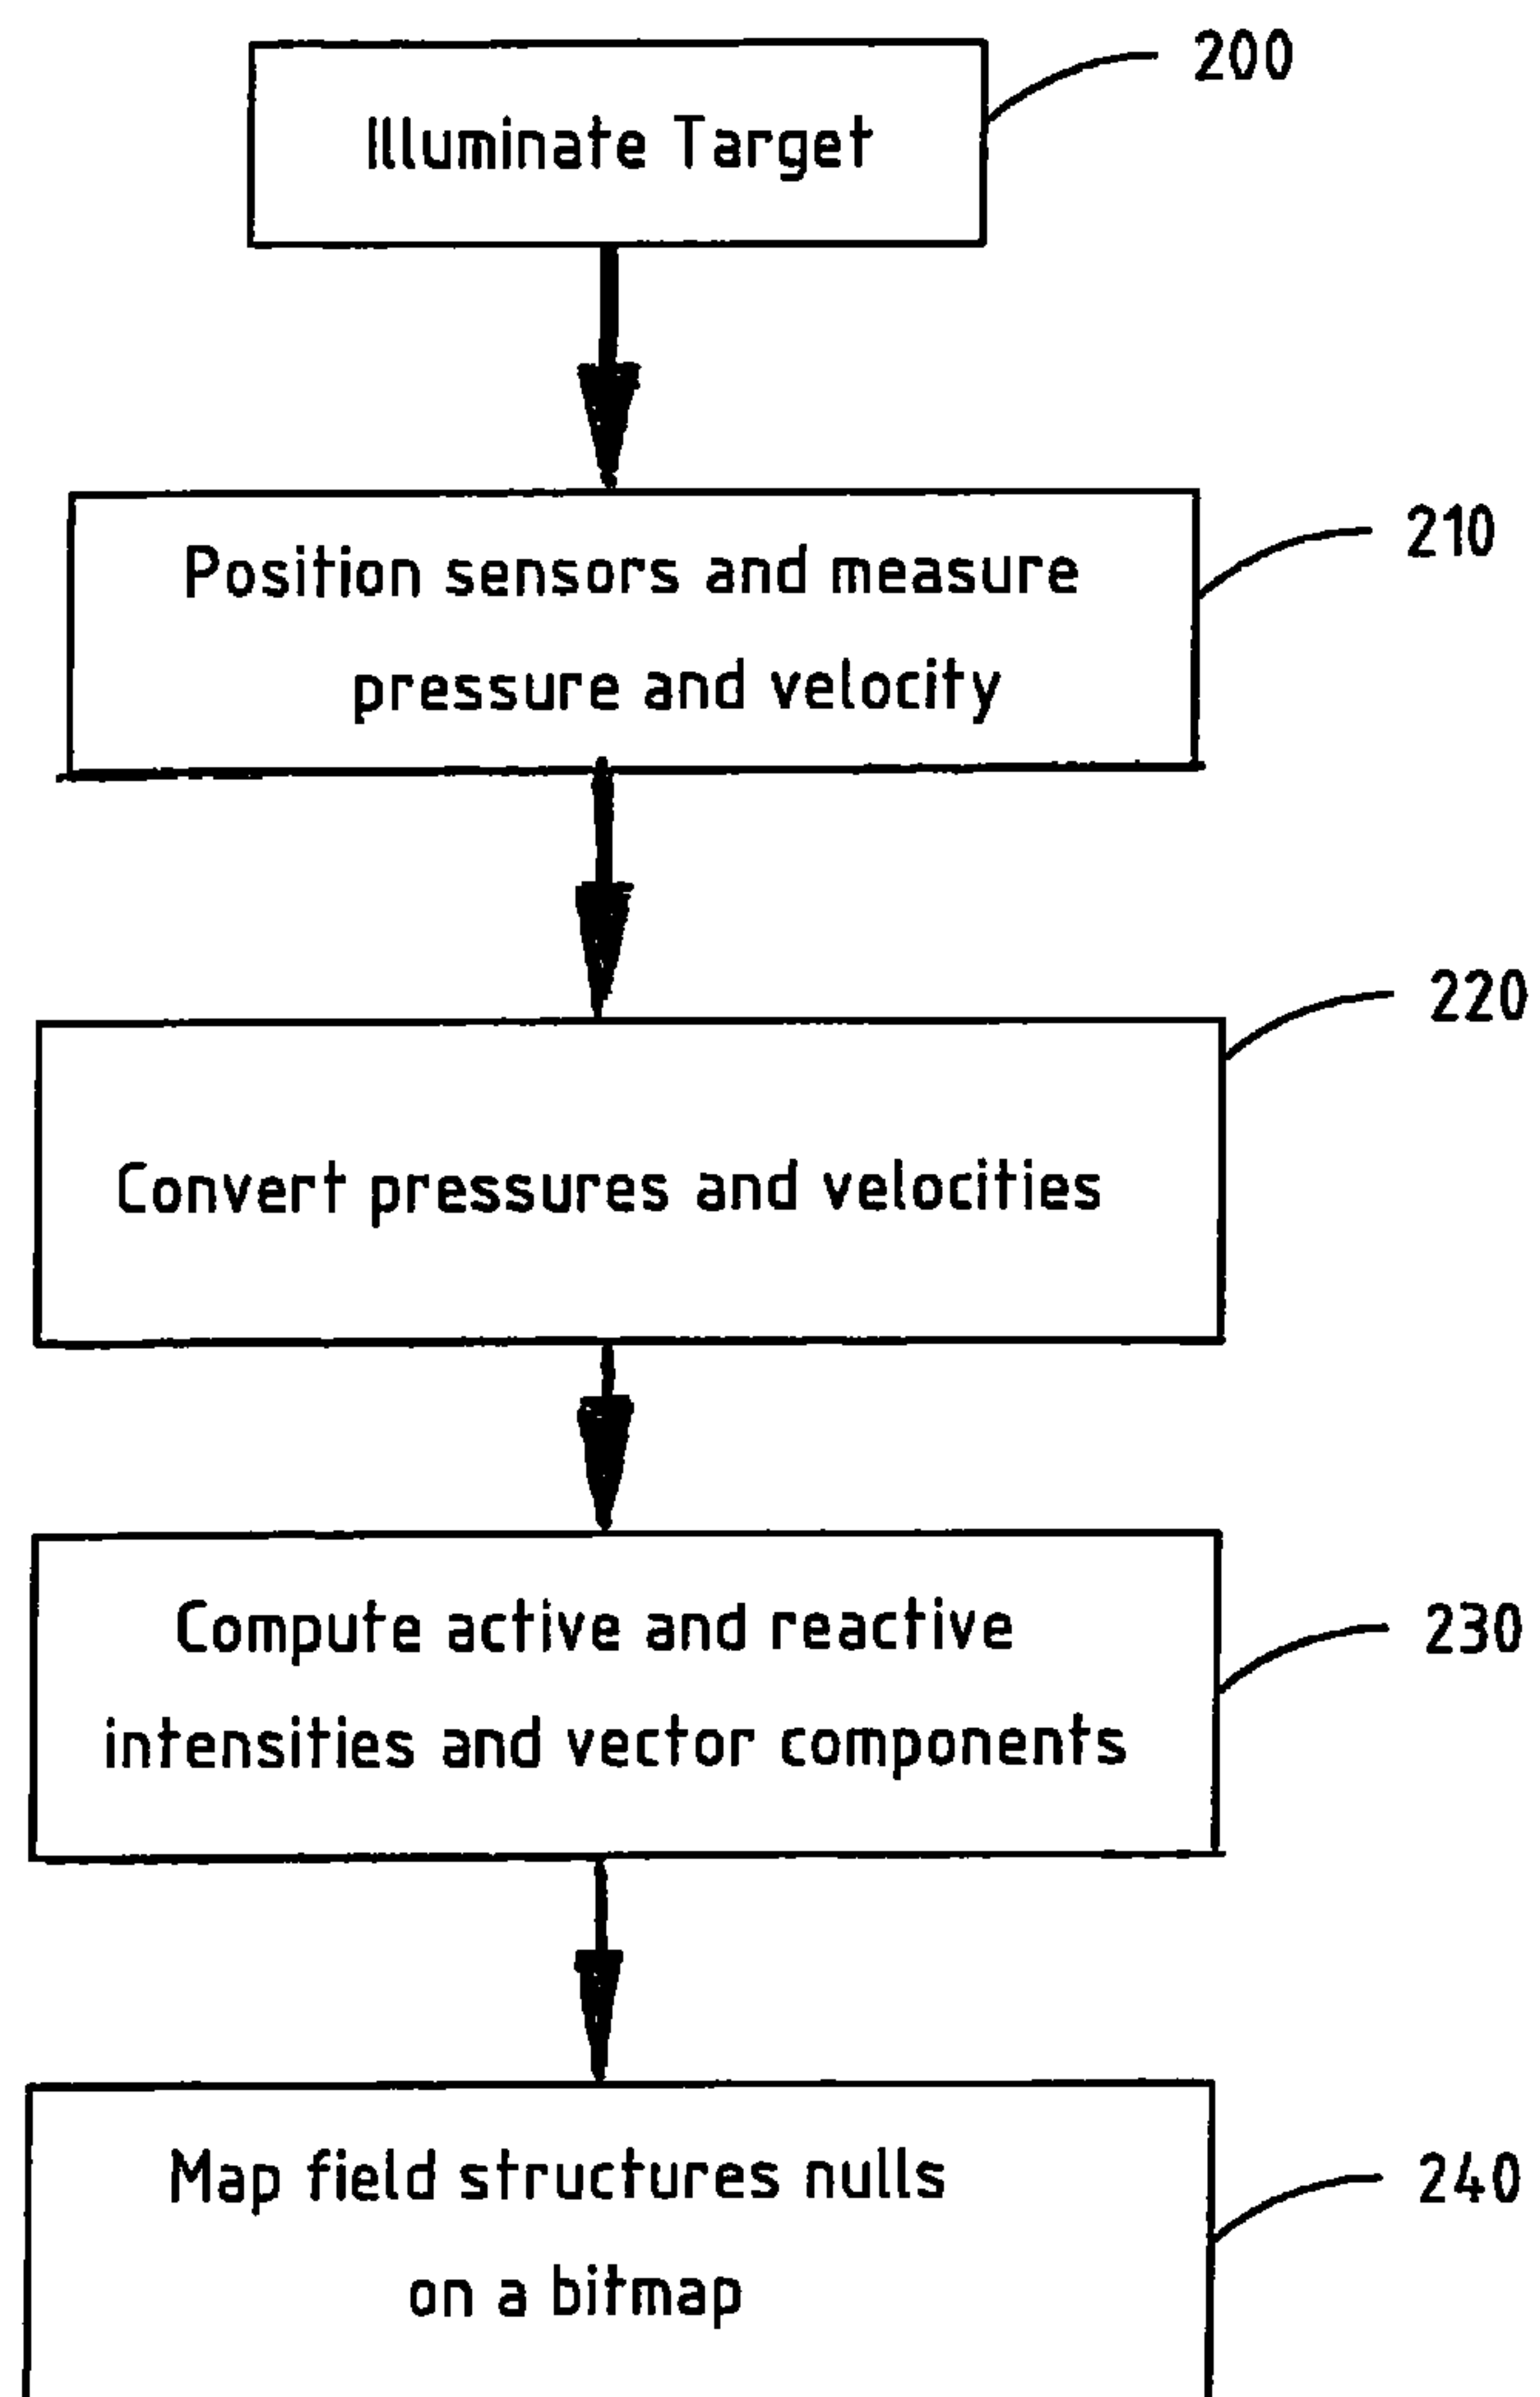 Illuminate Target
200
Position sensors and measure
pressure and velocity
210
Convert pressures and velocities
220
Compute active and reactive
intensities and vector components
230
Map field structures nulls
on a bitmap
240